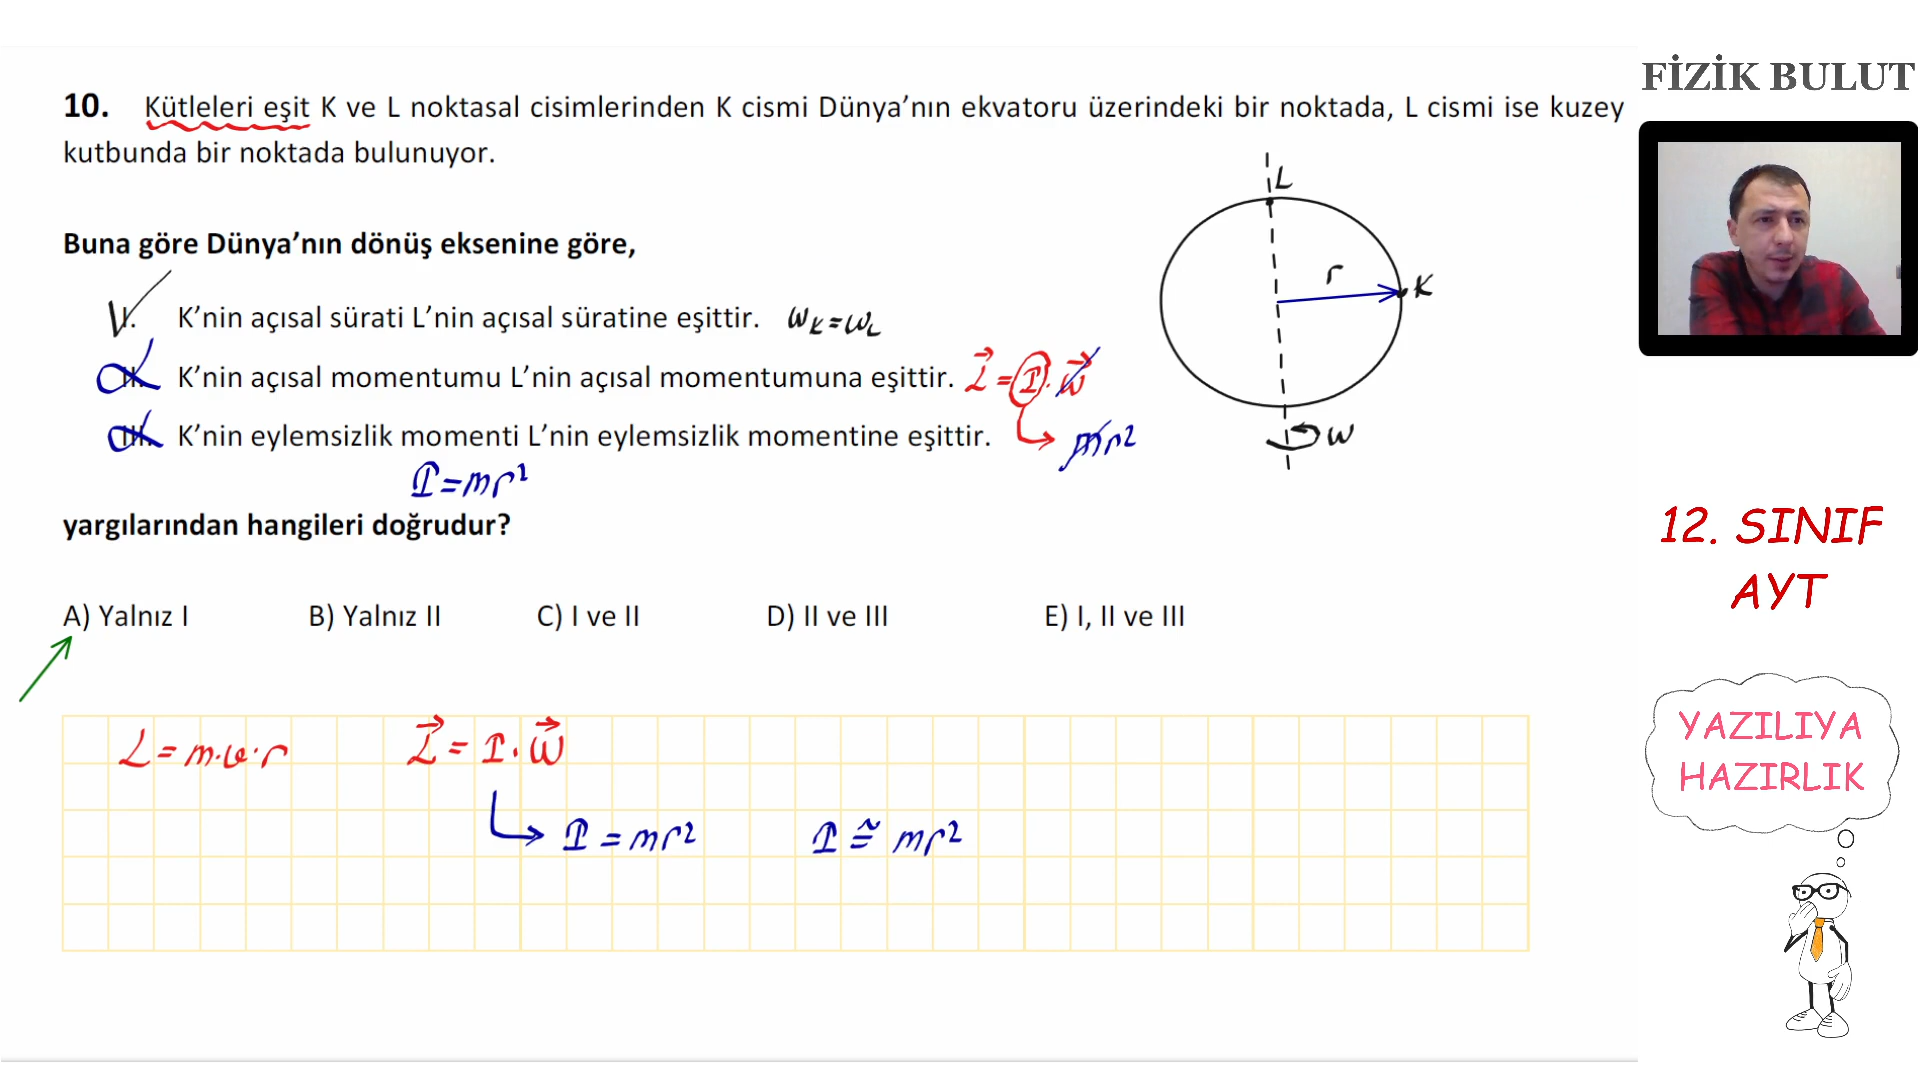 FİZİK BULUT
10. Kütleleri eşit K ve L noktasal cisimlerinden K cismi Dünya’nın ekvatoru üzerindeki bir noktada, L cismi ise kuzey
kutbunda bir noktada bulunuyor.
L
r
K
ω
Buna göre Dünya’nın dönüş eksenine göre,
I. K’nin açısal sürati L’nin açısal süratine eşittir. ωK=ωL
II. K’nin açısal momentumu L’nin açısal momentumuna eşittir. L⃗ = I . ω⃗
III. K’nin eylemsizlik momenti L’nin eylemsizlik momentine eşittir. mr²
I=mr²
yargılarından hangileri doğrudur?
A) Yalnız I B) Yalnız II C) I ve II D) II ve III E) I, II ve III
L = m.υ.r L⃗ = I . ω⃗
I = mr² I ≅ mr²
12. SINIF
AYT
YAZILIYA
HAZIRLIK